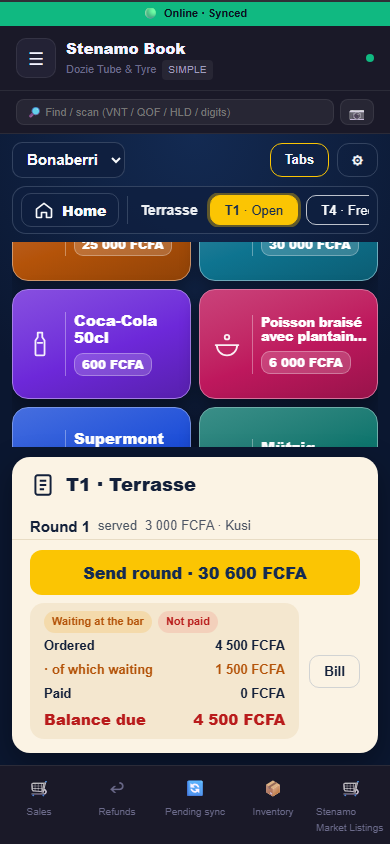 Online · Synced
Stenamo Book
Dozie Tube & Tyre SIMPLE
Find / scan (VNT / QOF / HLD / digits)
Bonaberri
Tabs
Home
Terrasse
T1 · Open
T4 ·
25 000 FCFA
30 000 FCFA
Coca-Cola
50cl
600 FCFA
Poisson braisé
avec plantain...
6 000 FCFA
Supermont
T1 · Terrasse
Round 1 served 3 000 FCFA · Kusi
Send round · 30 600 FCFA
Waiting at the bar Not paid
Ordered 4 500 FCFA
· of which waiting 1 500 FCFA
Paid 0 FCFA
Balance due 4 500 FCFA
Bill
Sales
Refunds
Pending sync
Inventory
Stenamo
Market Listings